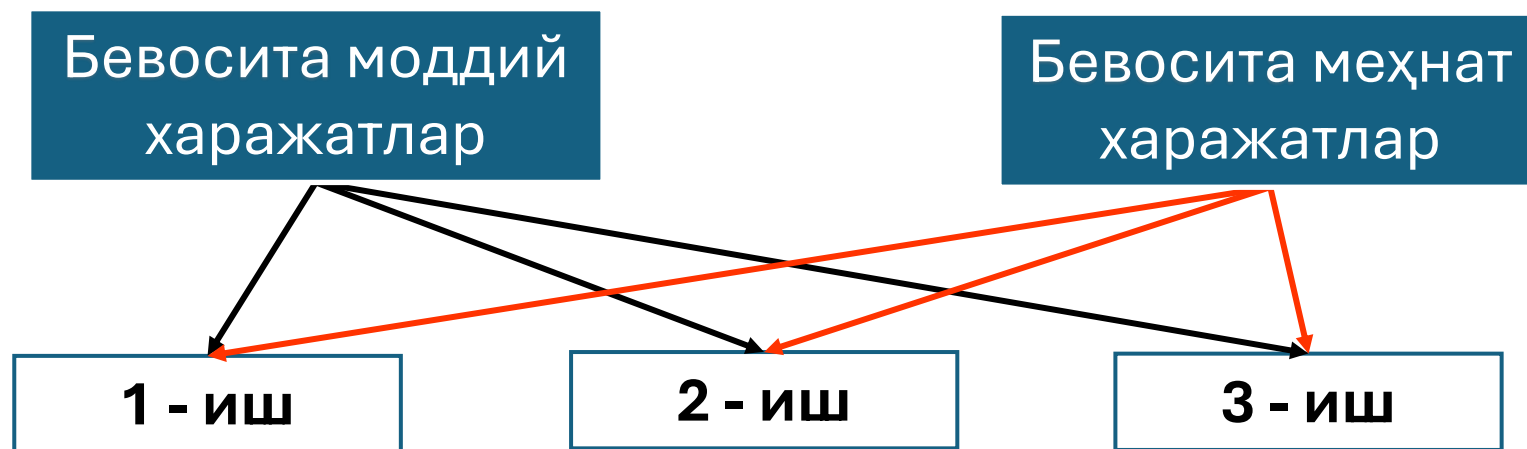 Бевосита моддий
харажатлар
Бевосита меҳнат
харажатлар
1 - иш
2 - иш
3 - иш